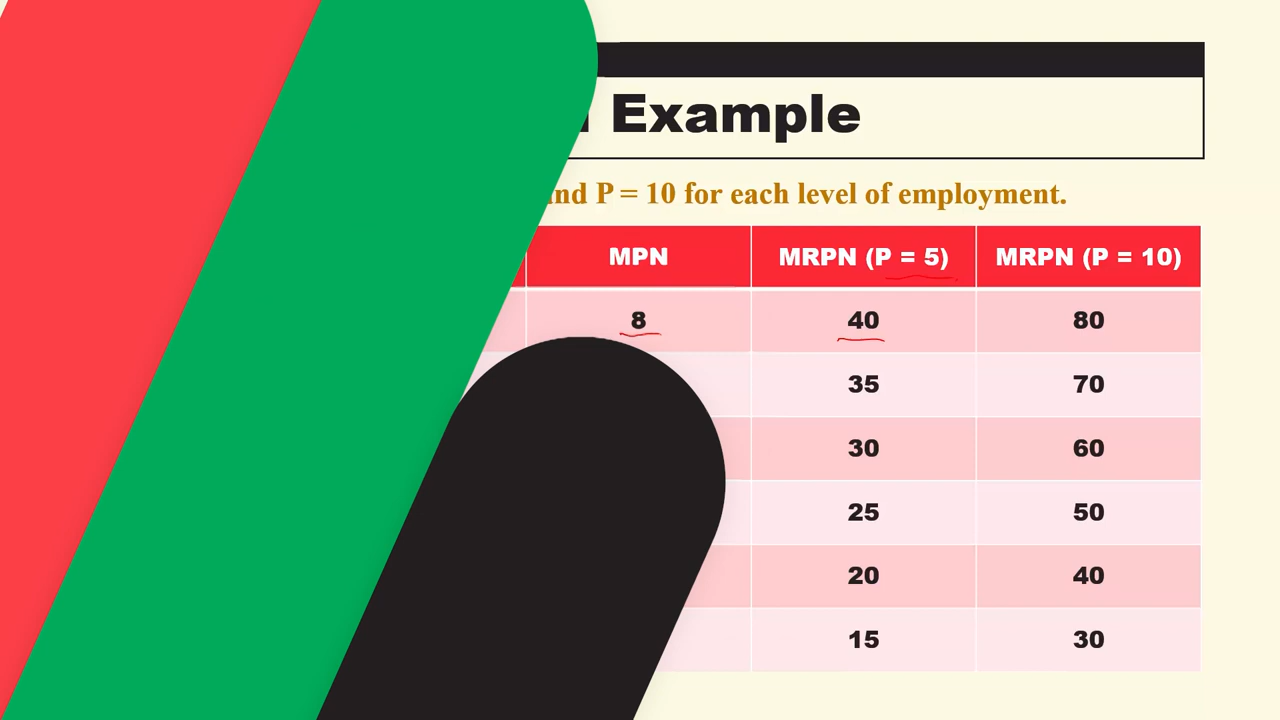 Example
P = 10 for each level of employment.
MPN MRPN (P = 5) MRPN (P = 10)
8 40 80
35 70
30 60
25 50
20 40
15 30